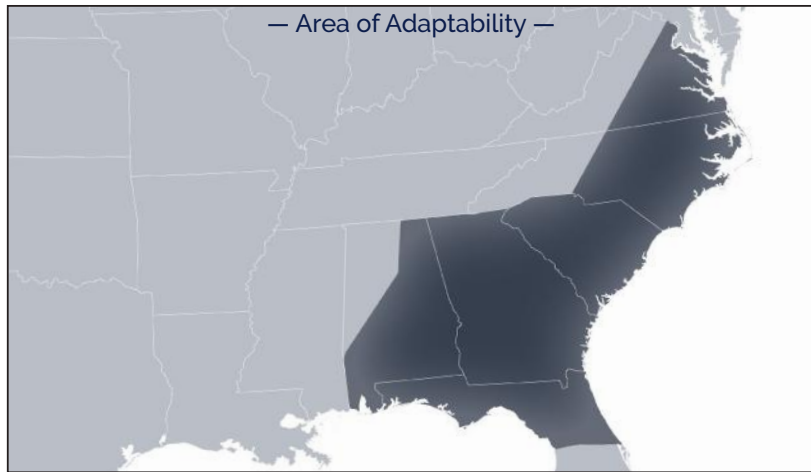 — Area of Adaptability —